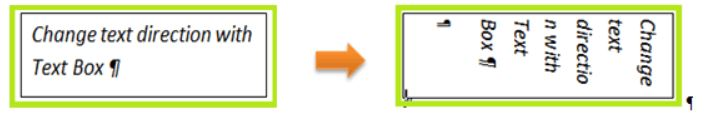 Change text direction with
Text Box ¶
Change
text
directio
n with
Text
Box ¶
¶
¶